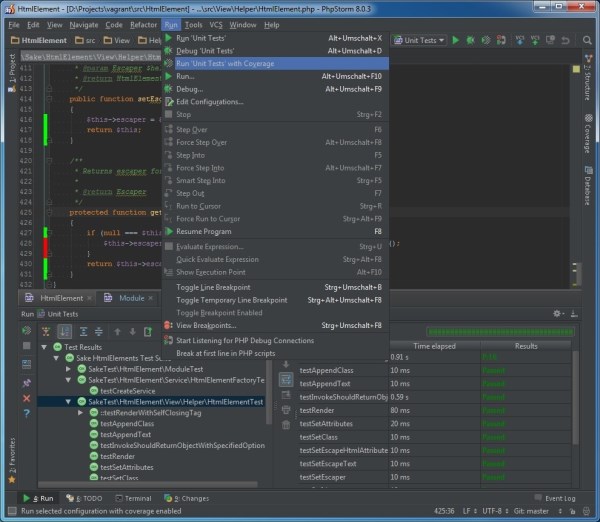 HtmlElement - [D:\Projects\vagrant\src\HtmlElement] - ...\src\View\Helper\HtmlElement.php - PhpStorm 8.0.3
File Edit View Navigate Code Refactor Run Tools VCS Window Help
HtmlElement src View Helper
Unit Tests
\Sake\HtmlElement\View\Helper\
1: Project
7: Structure
Coverage
Database
411 * @param Escaper
412 * @return HtmlElement
413 */
414 public function
415 {
416 $this->escaper =
417 return $this;
418 }
419
420 /**
421 * Returns escaper for
422 *
423 * @return Escaper
424 */
425 protected function get
426 {
427 if (null === $this
428 $this->escaper ();
429 }
430 return $this->escaper
431 }
432 }
Run 'Unit Tests' Alt+Umschalt+X
Debug 'Unit Tests' Alt+Umschalt+D
Run 'Unit Tests' with Coverage
Run... Alt+Umschalt+F10
Debug... Alt+Umschalt+F9
Edit Configurations...
Stop Strg+F2
Step Over F6
Force Step Over Alt+Umschalt+F8
Step Into F5
Force Step Into Alt+Umschalt+F7
Smart Step Into Strg+F5
Step Out F7
Run to Cursor Strg+R
Force Run to Cursor Strg+Alt+F9
Resume Program F8
Evaluate Expression... Strg+U
Quick Evaluate Expression Strg+Alt+F8
Show Execution Point Alt+F10
Toggle Line Breakpoint Strg+Umschalt+B
Toggle Temporary Line Breakpoint Strg+Alt+Umschalt+F8
Toggle Breakpoint Enabled
View Breakpoints... Strg+Umschalt+F8
Start Listening for PHP Debug Connections
Break at first line in PHP scripts
HtmlElement Module
Run Unit Tests
2: Favorites
Test Results
Sake HtmlElements Test
SakeTest\HtmlElement\ModuleTest
SakeTest\HtmlElement\Service\HtmlElementFactoryTe
testCreateService
SakeTest\HtmlElement\View\Helper\HtmlElementTest
::testRenderWithSelfClosingTag
testAppendClass
testAppendText
testInvokeShouldReturnObjectWithSpecifiedOption
testRender
testSetAttributes
testSetClass
Time elapsed Results
0.91 s
testAppendClass 10 ms Passed
testAppendText 10 ms Passed
testInvokeShouldReturnObj 0.59 s Passed
testRender 80 ms Passed
testSetAttributes 20 ms Passed
testSetClass 10 ms Passed
testSetEscapeHtmlAttribute 10 ms Passed
testSetEscapeText 10 ms Passed
testSetEscaper 10 ms Passed
4: Run 6: TODO Terminal 9: Changes Event Log
Run selected configuration with coverage enabled 425:36 LF UTF-8 Git: master